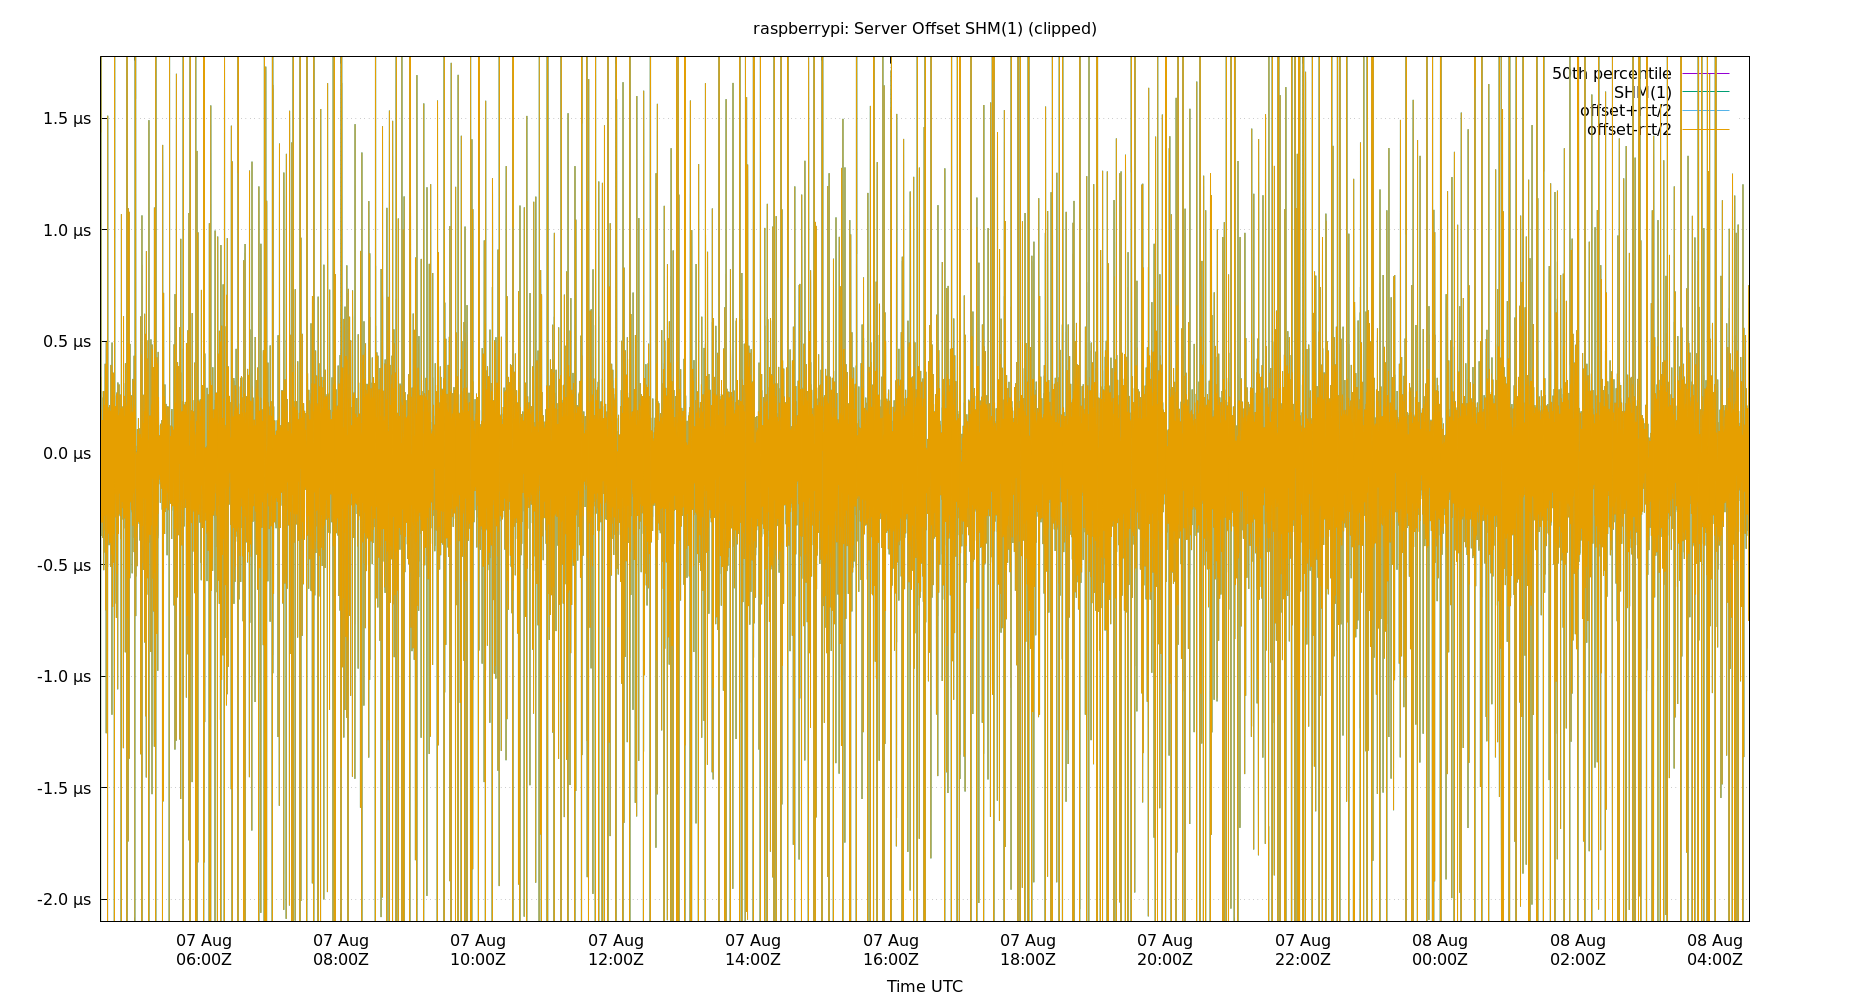 raspberrypi: Server Offset SHM(1) (clipped)
50th percentile
SHM(1)
offset+rtt/2
offset-rtt/2
1.5 µs
1.0 µs
0.5 µs
0.0 µs
-0.5 µs
-1.0 µs
-1.5 µs
-2.0 µs
07 Aug 07 Aug 07 Aug 07 Aug 07 Aug 07 Aug 07 Aug 07 Aug 07 Aug 08 Aug 08 Aug 08 Aug
06:00Z 08:00Z 10:00Z 12:00Z 14:00Z 16:00Z 18:00Z 20:00Z 22:00Z 00:00Z 02:00Z 04:00Z
Time UTC